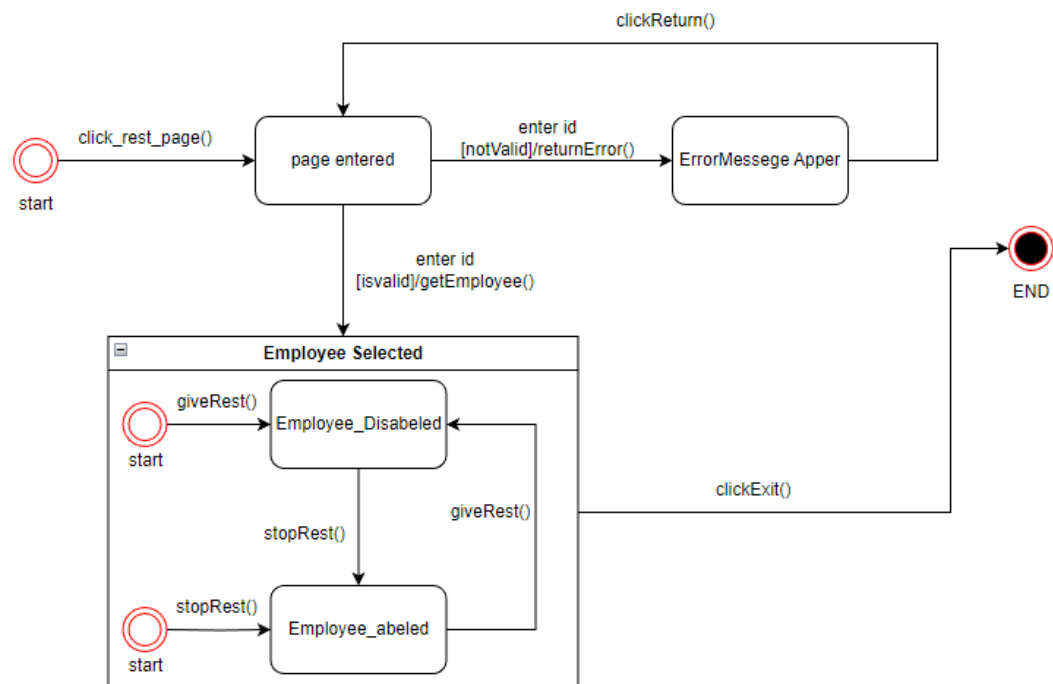 clickReturn()
click_rest_page()
enter id
[notValid]/returnError()
page entered
ErrorMessege Apper
start
enter id
[isvalid]/getEmployee()
END
Employee Selected
giveRest()
Employee_Disabeled
start
clickExit()
giveRest()
stopRest()
stopRest()
Employee_abeled
start